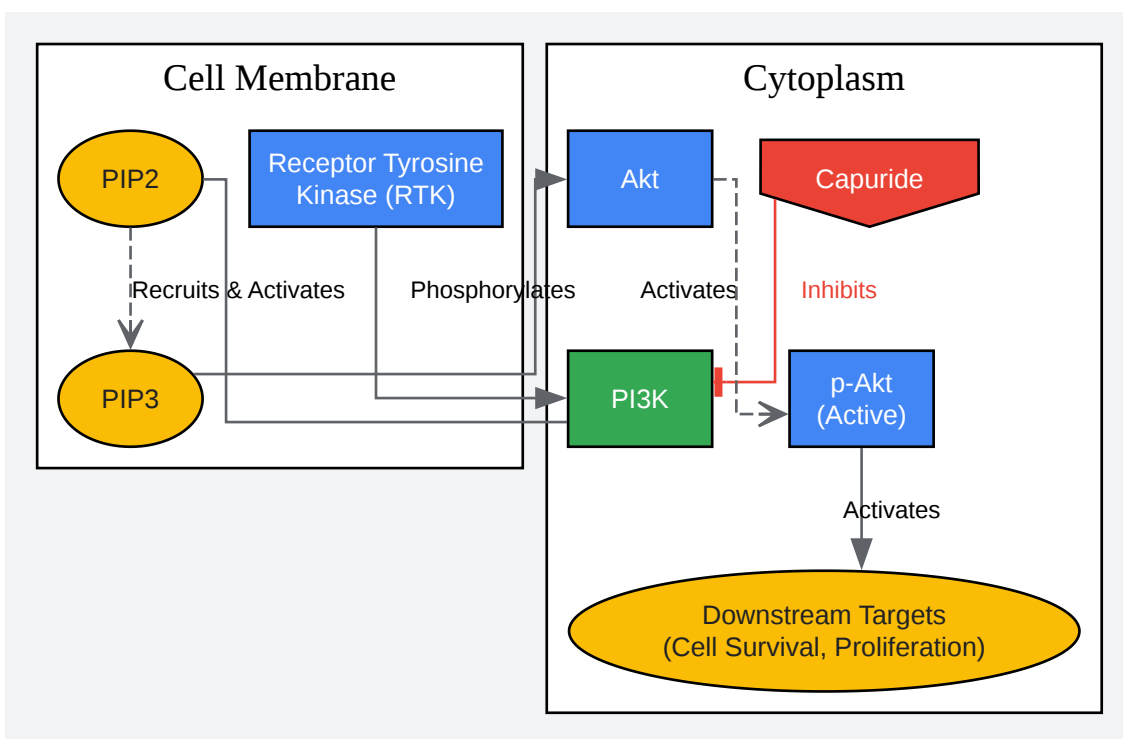 Cell Membrane
Cytoplasm
PIP2
Receptor Tyrosine
Kinase (RTK)
Akt
Capuride
Recruits & Activates
Phosphorylates
Activates
Inhibits
PIP3
PI3K
p-Akt
(Active)
Activates
Downstream Targets
(Cell Survival, Proliferation)